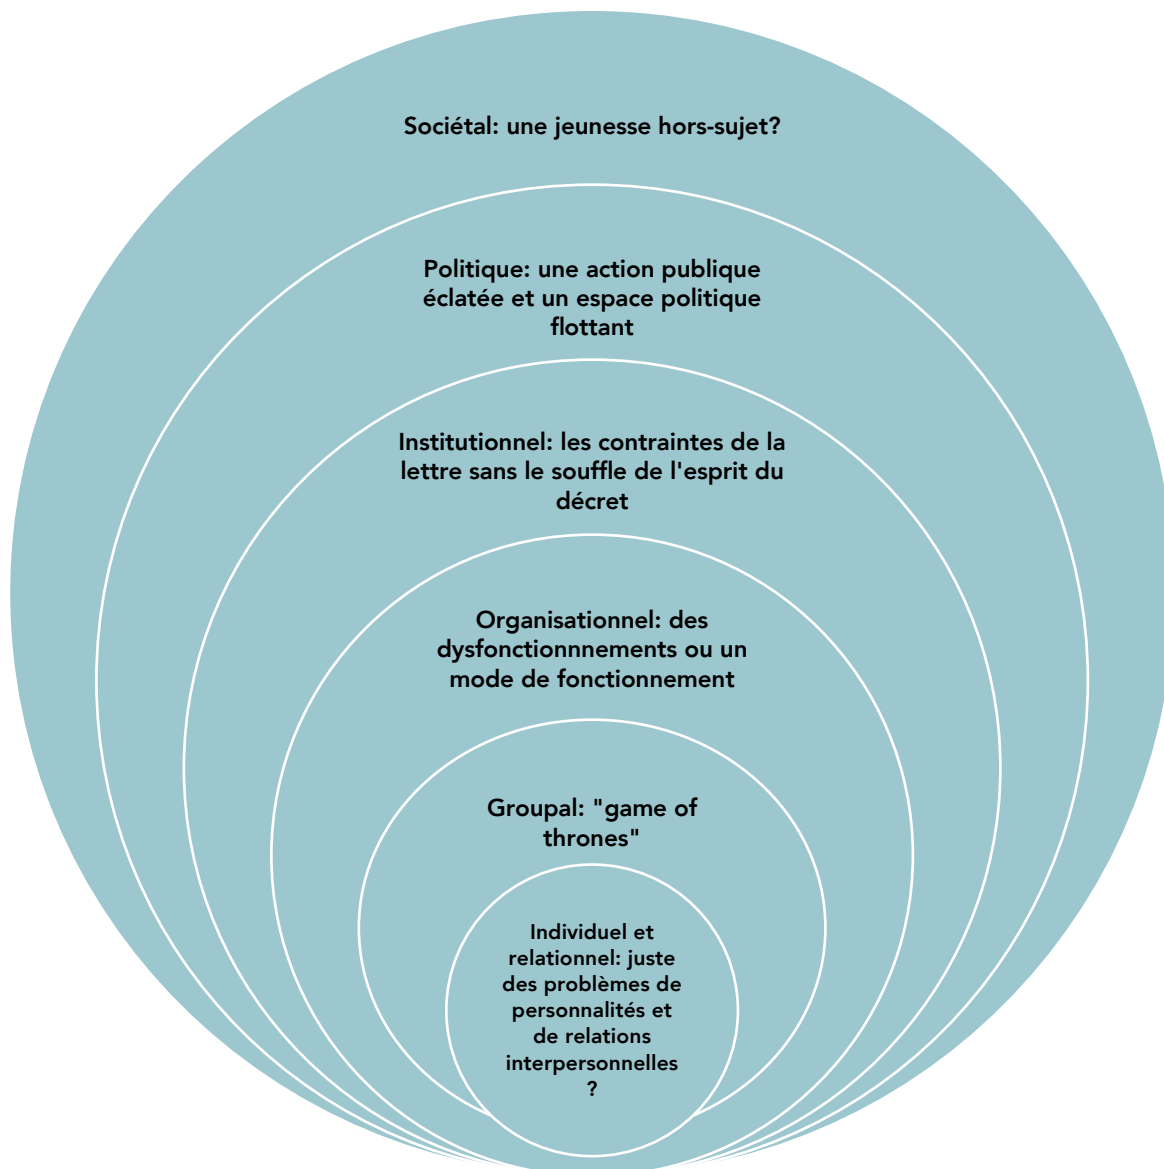 Sociétal: une jeunesse hors-sujet?
Politique: une action publique
éclatée et un espace politique
flottant
Institutionnel: les contraintes de la
lettre sans le souffle de l'esprit du
décret
Organisationnel: des
dysfonctionnnements ou un
mode de fonctionnement
Groupal: "game of
thrones"
Individuel et
relationnel: juste
des problèmes de
personnalités et
de relations
interpersonnelles
?